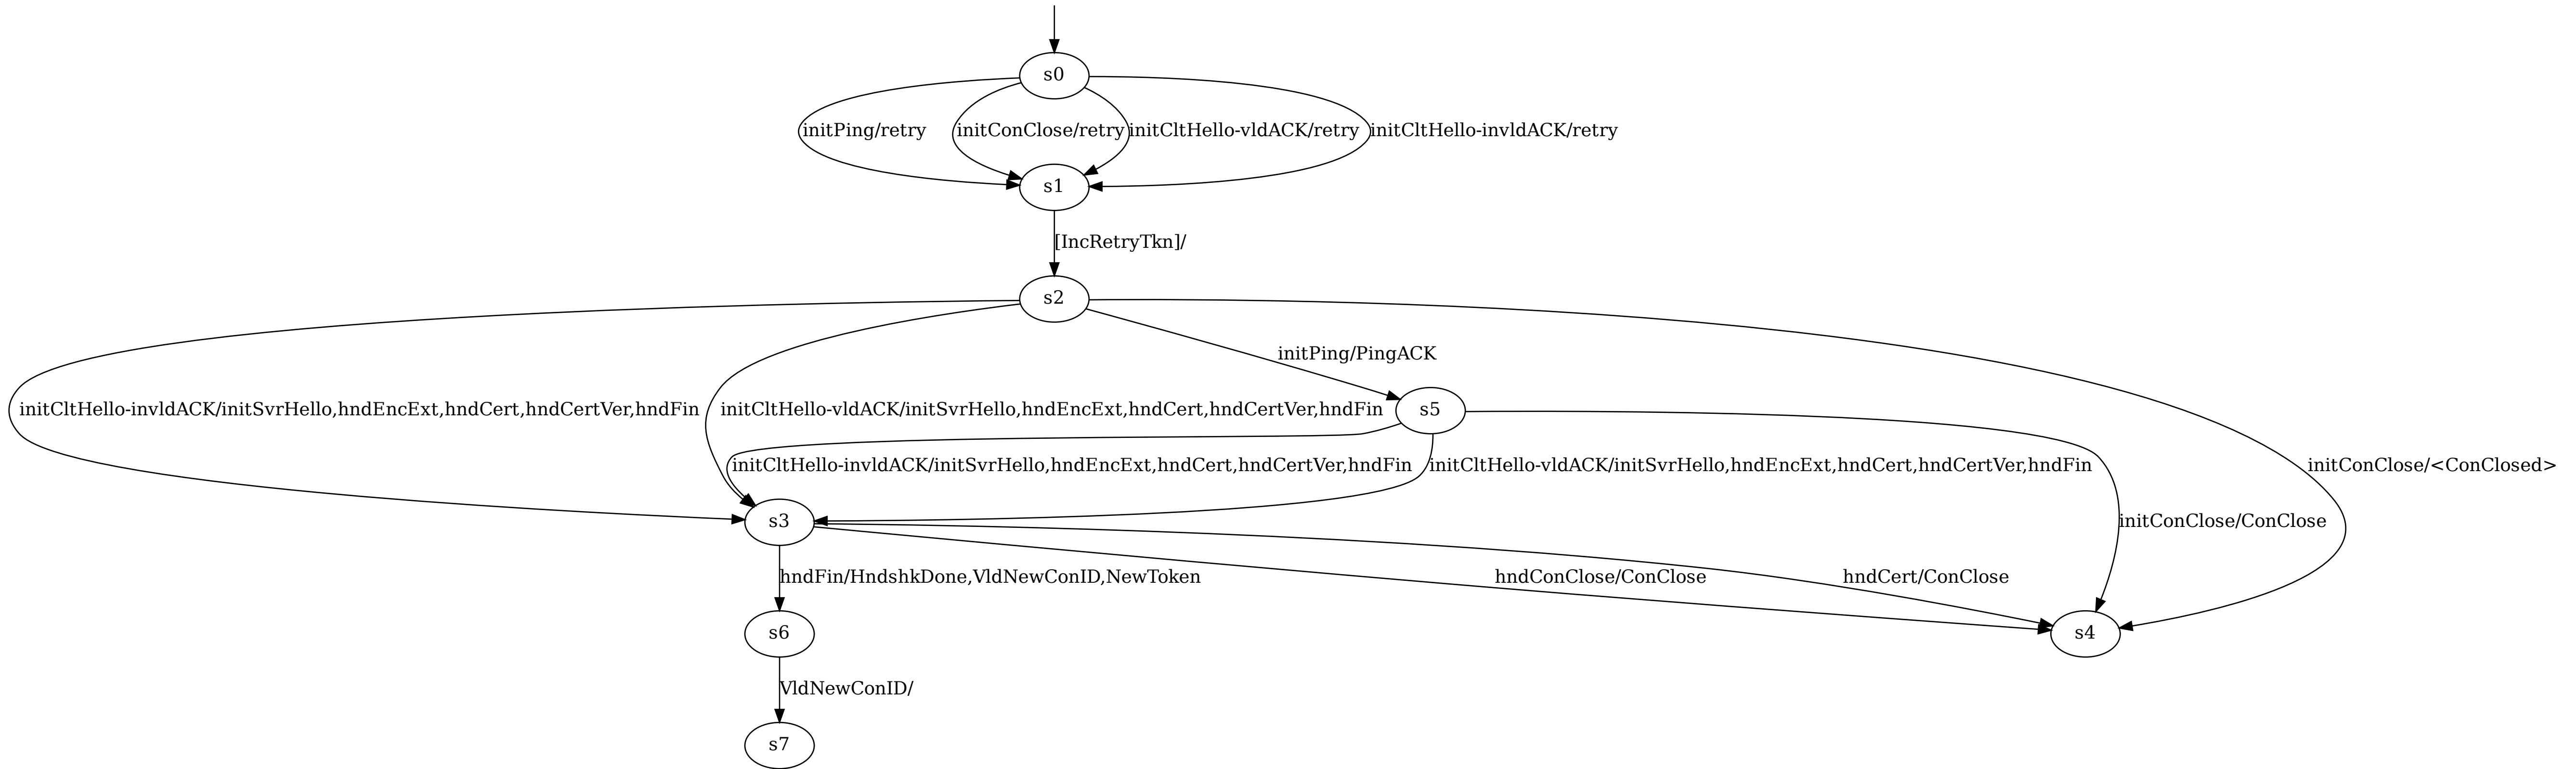 s0
initPing/retry
initConClose/retry
initCltHello-vldACK/retry
initCltHello-invldACK/retry
s1
[IncRetryTkn]/
s2
initPing/PingACK
initCltHello-invldACK/initSvrHello,hndEncExt,hndCert,hndCertVer,hndFin
initCltHello-vldACK/initSvrHello,hndEncExt,hndCert,hndCertVer,hndFin
s5
initCltHello-invldACK/initSvrHello,hndEncExt,hndCert,hndCertVer,hndFin
initCltHello-vldACK/initSvrHello,hndEncExt,hndCert,hndCertVer,hndFin
initConClose/<ConClosed>
s3
initConClose/ConClose
hndFin/HndshkDone,VldNewConID,NewToken
hndConClose/ConClose
hndCert/ConClose
s6
s4
VldNewConID/
s7